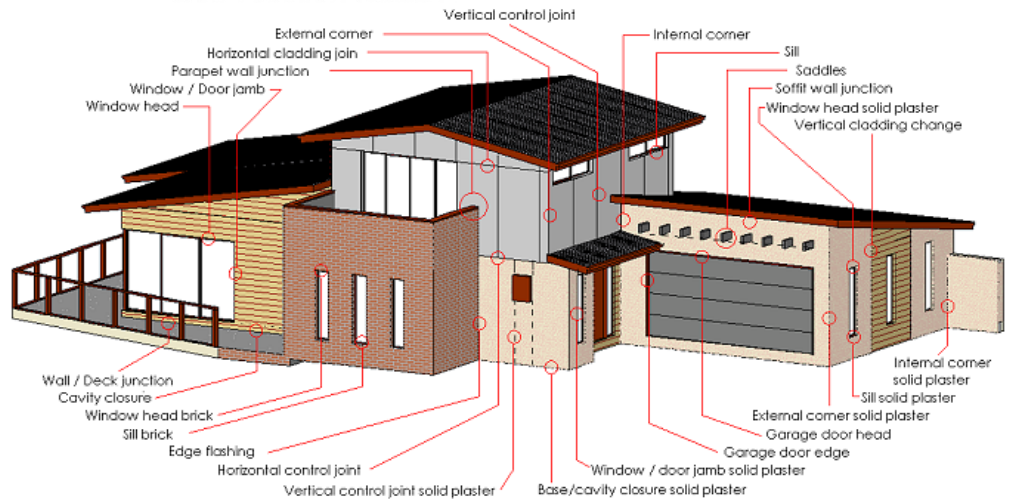 Vertical control joint
External corner
Internal corner
Horizontal cladding join
Sill
Parapet wall junction
Saddles
Window / Door jamb
Soffit wall junction
Window head
Window head solid plaster
Vertical cladding change
Wall / Deck junction
Internal corner
solid plaster
Cavity closure
Sill solid plaster
Window head brick
External corner solid plaster
Sill brick
Garage door head
Edge flashing
Garage door edge
Horizontal control joint
Window / door jamb solid plaster
Vertical control joint solid plaster
Base/cavity closure solid plaster